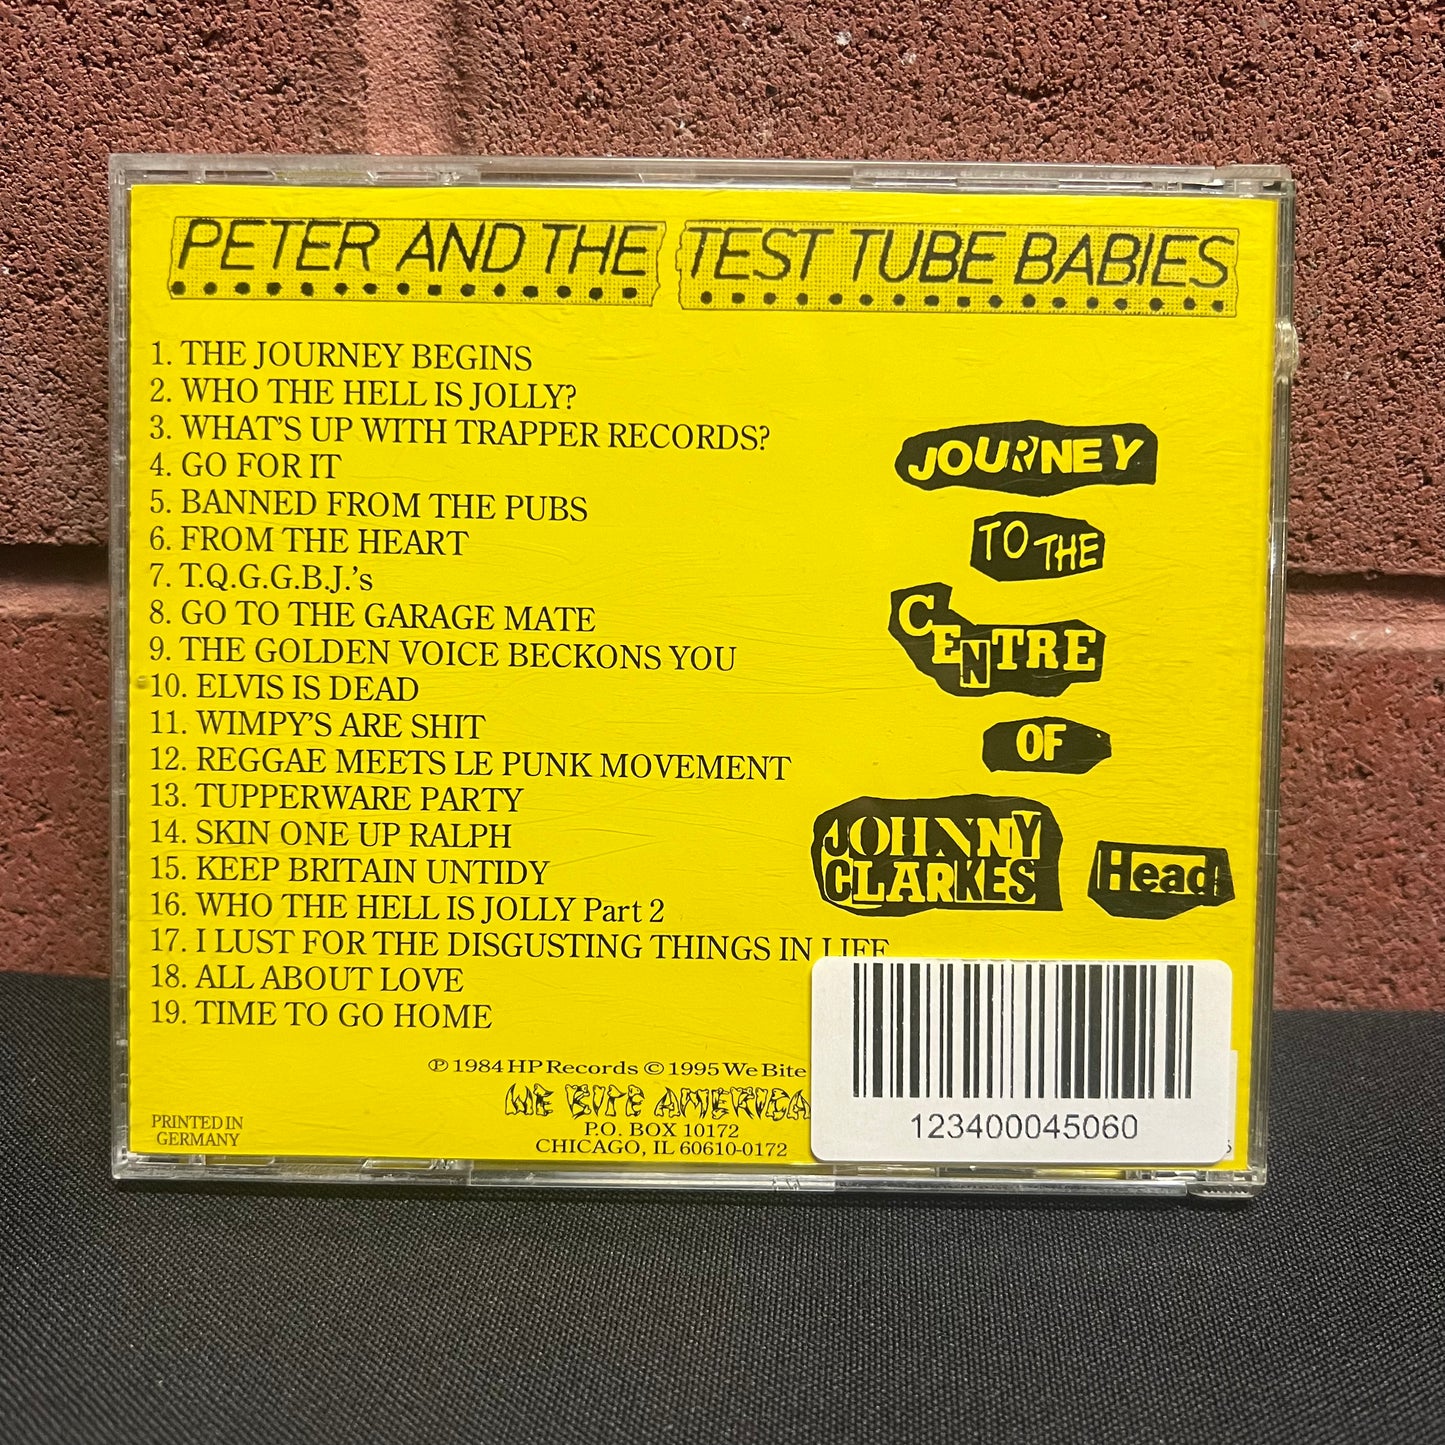 PETER AND THE TEST TUBE BABIES
1. THE JOURNEY BEGINS
2. WHO THE HELL IS JOLLY?
3. WHAT'S UP WITH TRAPPER RECORDS?
4. GO FOR IT
5. BANNED FROM THE PUBS
6. FROM THE HEART
7. T.Q.G.G.B.J.'s
8. GO TO THE GARAGE MATE
9. THE GOLDEN VOICE BECKONS YOU
10. ELVIS IS DEAD
11. WIMPY'S ARE SHIT
12. REGGAE MEETS LE PUNK MOVEMENT
13. TUPPERWARE PARTY
14. SKIN ONE UP RALPH
15. KEEP BRITAIN UNTIDY
16. WHO THE HELL IS JOLLY Part 2
17. I LUST FOR THE DISGUSTING THINGS IN LIFE
18. ALL ABOUT LOVE
19. TIME TO GO HOME
JOURNEY
TO THE
CENTRE
OF
JOHNNY
CLARKES Head
℗ 1984 HP Records © 1995 We Bite
WE BITE AMERICA
P.O. BOX 10172
CHICAGO, IL 60610-0172
PRINTED IN
GERMANY
123400045060